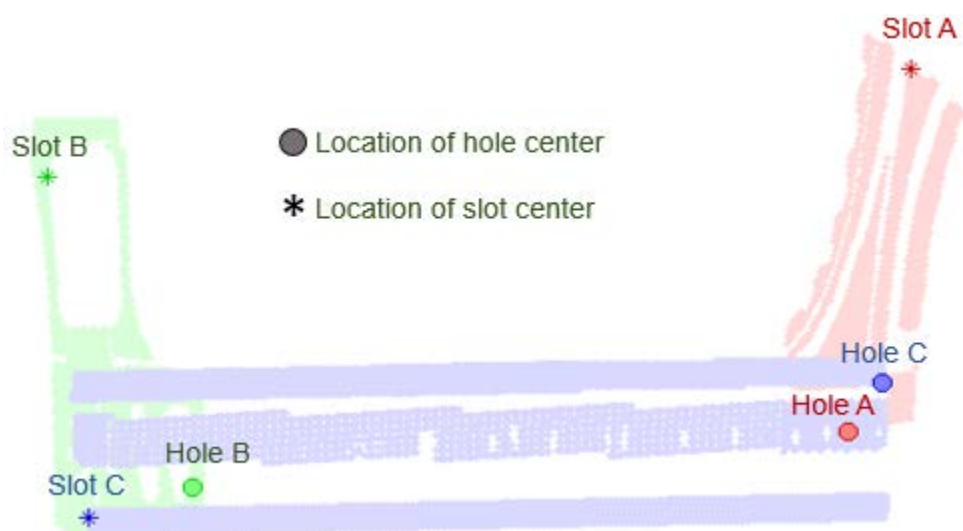 Slot A
Slot B
Location of hole center
* Location of slot center
Hole C
Hole A
Hole B
Slot C